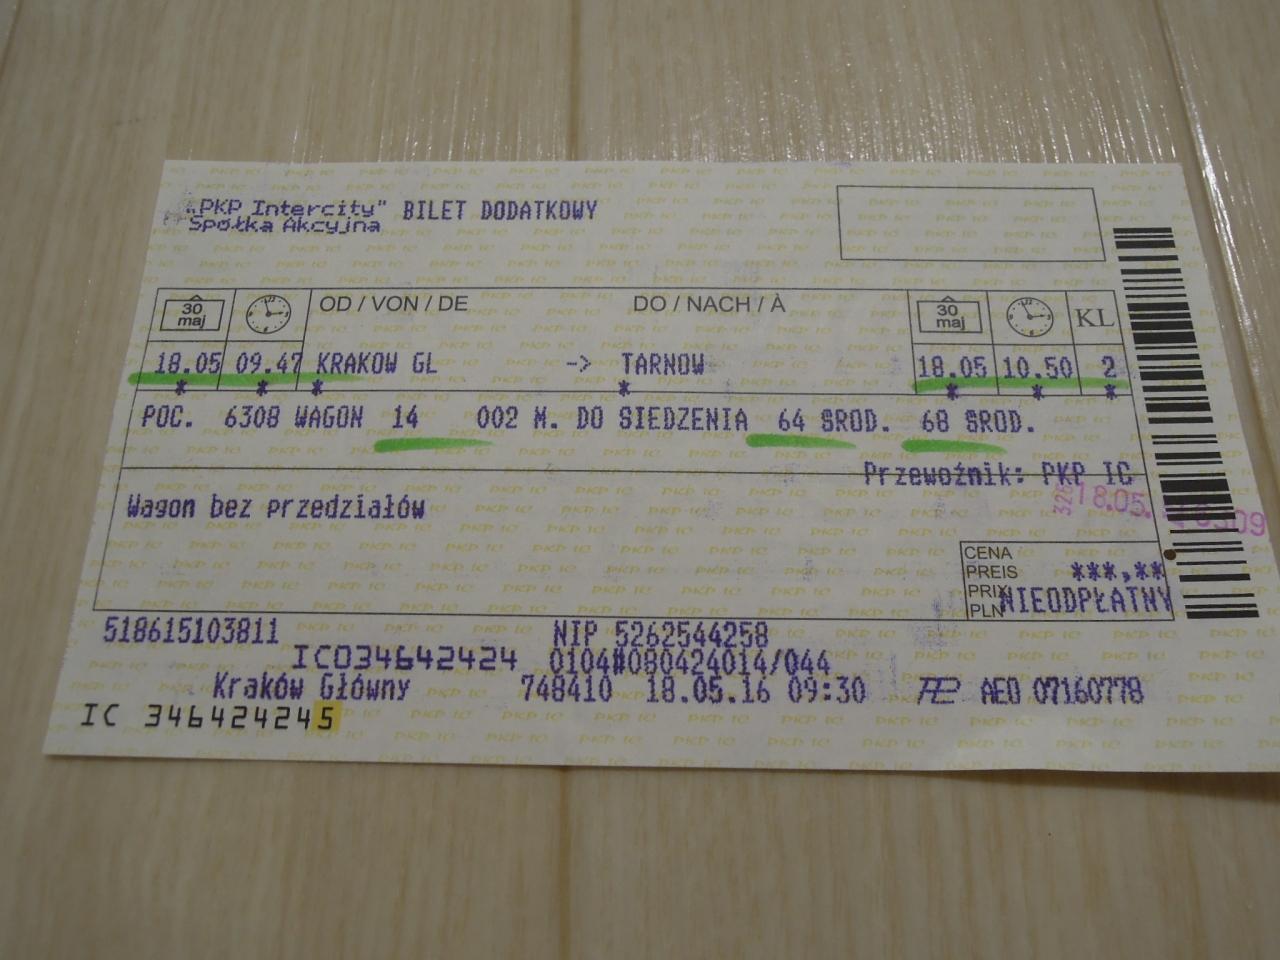 „PKP Intercity" BILET DODATKOWY
Spółka Akcyjna
30 maj OD / VON / DE DO / NACH / À 30 maj KL
18.05 09.47 KRAKOW GL -> TARNOW 18.05 10.50 2
* * * * * * *
POC. 6308 WAGON 14 002 M. DO SIEDZENIA 64 SROD. 68 SROD.
Przewoźnik: PKP IC
18.05.
Wagon bez przedziałów
CENA
PREIS ***,**
PRIX
PLN NIEODPŁATNY
518615103811 NIP 5262544258
IC034642424 0104#080424014/044
Kraków Główny 748410 18.05.16 09:30 AEO 07160778
IC 346424245